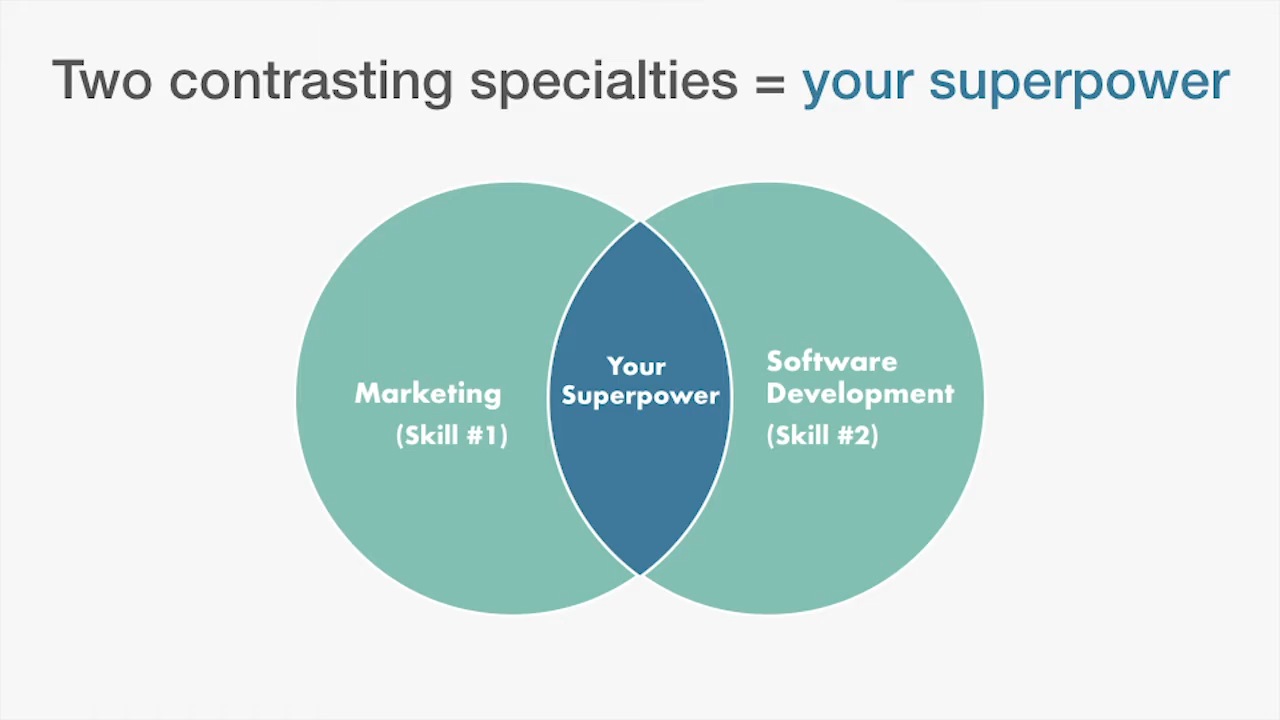 Two contrasting specialties = your superpower
Marketing
(Skill #1)
Your
Superpower
Software
Development
(Skill #2)